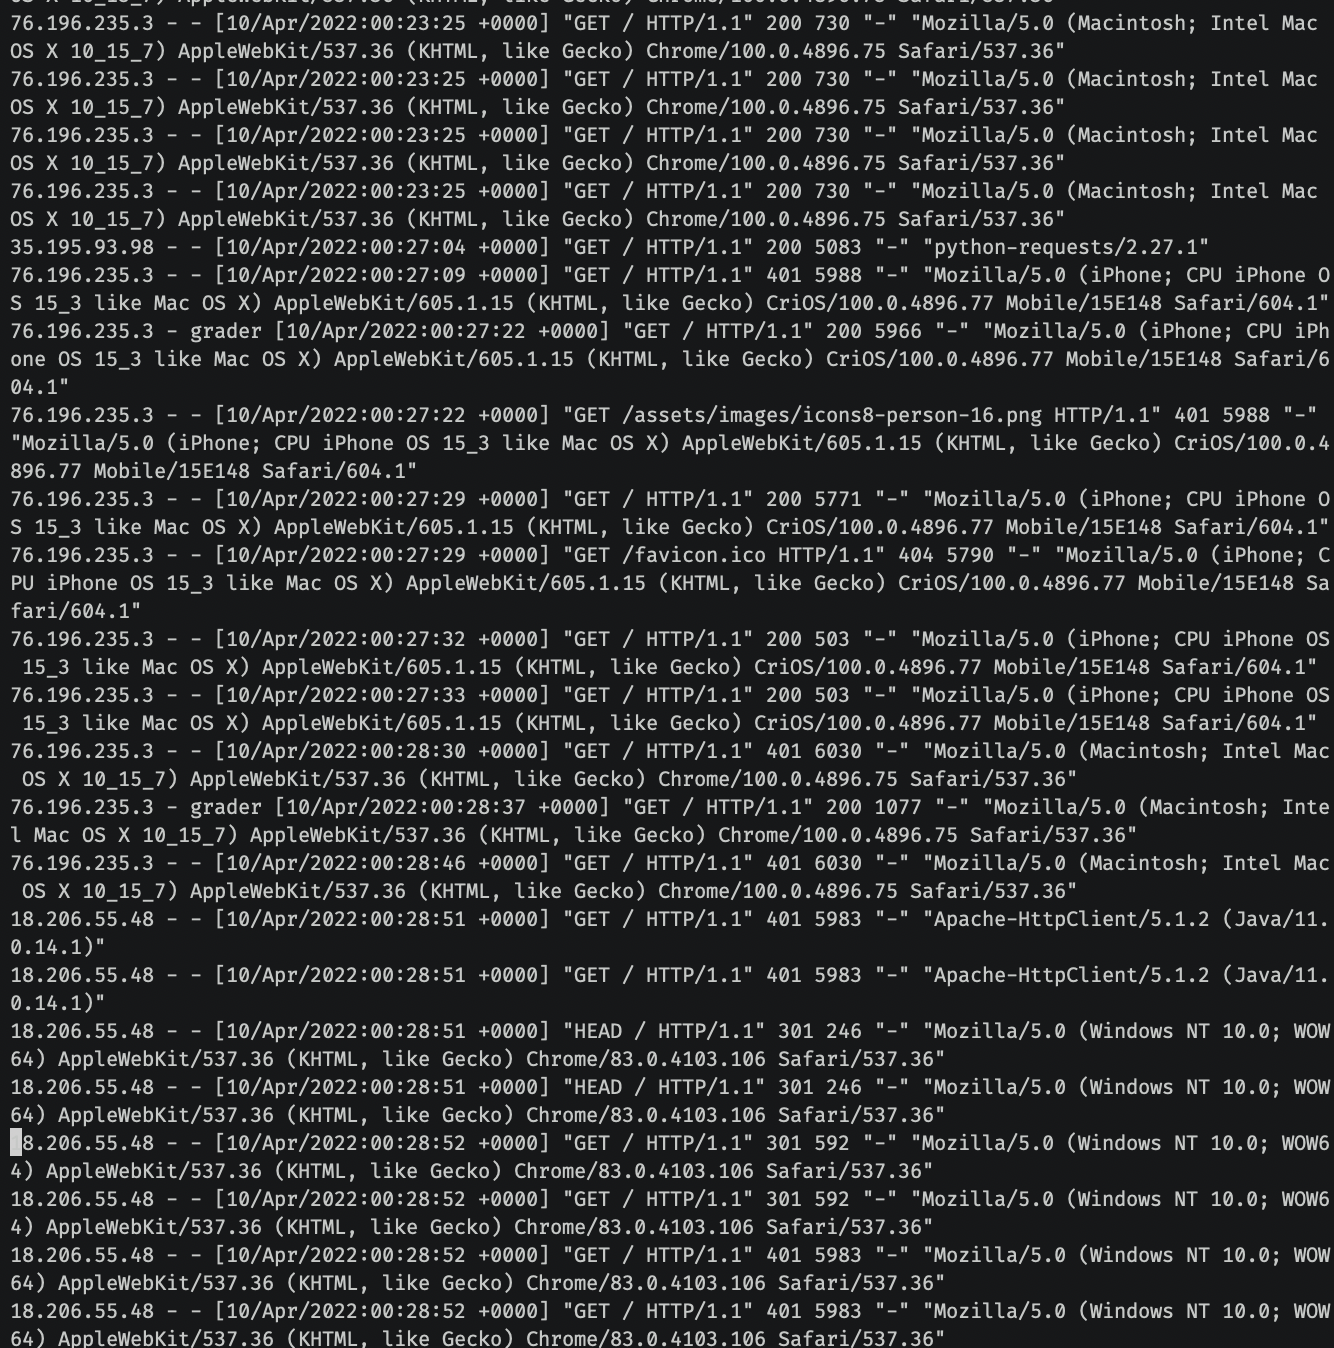 OS X 10_15_7) AppleWebKit/537.36 (KHTML, like Gecko) Chrome/100.0.4896.75 Safari/537.36"
76.196.235.3 - - [10/Apr/2022:00:23:25 +0000] "GET / HTTP/1.1" 200 730 "-" "Mozilla/5.0 (Macintosh; Intel Mac
OS X 10_15_7) AppleWebKit/537.36 (KHTML, like Gecko) Chrome/100.0.4896.75 Safari/537.36"
76.196.235.3 - - [10/Apr/2022:00:23:25 +0000] "GET / HTTP/1.1" 200 730 "-" "Mozilla/5.0 (Macintosh; Intel Mac
OS X 10_15_7) AppleWebKit/537.36 (KHTML, like Gecko) Chrome/100.0.4896.75 Safari/537.36"
76.196.235.3 - - [10/Apr/2022:00:23:25 +0000] "GET / HTTP/1.1" 200 730 "-" "Mozilla/5.0 (Macintosh; Intel Mac
OS X 10_15_7) AppleWebKit/537.36 (KHTML, like Gecko) Chrome/100.0.4896.75 Safari/537.36"
76.196.235.3 - - [10/Apr/2022:00:23:25 +0000] "GET / HTTP/1.1" 200 730 "-" "Mozilla/5.0 (Macintosh; Intel Mac
OS X 10_15_7) AppleWebKit/537.36 (KHTML, like Gecko) Chrome/100.0.4896.75 Safari/537.36"
35.195.93.98 - - [10/Apr/2022:00:27:04 +0000] "GET / HTTP/1.1" 200 5083 "-" "python-requests/2.27.1"
76.196.235.3 - - [10/Apr/2022:00:27:09 +0000] "GET / HTTP/1.1" 401 5988 "-" "Mozilla/5.0 (iPhone; CPU iPhone O
S 15_3 like Mac OS X) AppleWebKit/605.1.15 (KHTML, like Gecko) CriOS/100.0.4896.77 Mobile/15E148 Safari/604.1"
76.196.235.3 - grader [10/Apr/2022:00:27:22 +0000] "GET / HTTP/1.1" 200 5966 "-" "Mozilla/5.0 (iPhone; CPU iPh
one OS 15_3 like Mac OS X) AppleWebKit/605.1.15 (KHTML, like Gecko) CriOS/100.0.4896.77 Mobile/15E148 Safari/6
04.1"
76.196.235.3 - - [10/Apr/2022:00:27:22 +0000] "GET /assets/images/icons8-person-16.png HTTP/1.1" 401 5988 "-"
"Mozilla/5.0 (iPhone; CPU iPhone OS 15_3 like Mac OS X) AppleWebKit/605.1.15 (KHTML, like Gecko) CriOS/100.0.4
896.77 Mobile/15E148 Safari/604.1"
76.196.235.3 - - [10/Apr/2022:00:27:29 +0000] "GET / HTTP/1.1" 200 5771 "-" "Mozilla/5.0 (iPhone; CPU iPhone O
S 15_3 like Mac OS X) AppleWebKit/605.1.15 (KHTML, like Gecko) CriOS/100.0.4896.77 Mobile/15E148 Safari/604.1"
76.196.235.3 - - [10/Apr/2022:00:27:29 +0000] "GET /favicon.ico HTTP/1.1" 404 5790 "-" "Mozilla/5.0 (iPhone; C
PU iPhone OS 15_3 like Mac OS X) AppleWebKit/605.1.15 (KHTML, like Gecko) CriOS/100.0.4896.77 Mobile/15E148 Sa
fari/604.1"
76.196.235.3 - - [10/Apr/2022:00:27:32 +0000] "GET / HTTP/1.1" 200 503 "-" "Mozilla/5.0 (iPhone; CPU iPhone OS
15_3 like Mac OS X) AppleWebKit/605.1.15 (KHTML, like Gecko) CriOS/100.0.4896.77 Mobile/15E148 Safari/604.1"
76.196.235.3 - - [10/Apr/2022:00:27:33 +0000] "GET / HTTP/1.1" 200 503 "-" "Mozilla/5.0 (iPhone; CPU iPhone OS
15_3 like Mac OS X) AppleWebKit/605.1.15 (KHTML, like Gecko) CriOS/100.0.4896.77 Mobile/15E148 Safari/604.1"
76.196.235.3 - - [10/Apr/2022:00:28:30 +0000] "GET / HTTP/1.1" 401 6030 "-" "Mozilla/5.0 (Macintosh; Intel Mac
OS X 10_15_7) AppleWebKit/537.36 (KHTML, like Gecko) Chrome/100.0.4896.75 Safari/537.36"
76.196.235.3 - grader [10/Apr/2022:00:28:37 +0000] "GET / HTTP/1.1" 200 1077 "-" "Mozilla/5.0 (Macintosh; Inte
l Mac OS X 10_15_7) AppleWebKit/537.36 (KHTML, like Gecko) Chrome/100.0.4896.75 Safari/537.36"
76.196.235.3 - - [10/Apr/2022:00:28:46 +0000] "GET / HTTP/1.1" 401 6030 "-" "Mozilla/5.0 (Macintosh; Intel Mac
OS X 10_15_7) AppleWebKit/537.36 (KHTML, like Gecko) Chrome/100.0.4896.75 Safari/537.36"
18.206.55.48 - - [10/Apr/2022:00:28:51 +0000] "GET / HTTP/1.1" 401 5983 "-" "Apache-HttpClient/5.1.2 (Java/11.
0.14.1)"
18.206.55.48 - - [10/Apr/2022:00:28:51 +0000] "GET / HTTP/1.1" 401 5983 "-" "Apache-HttpClient/5.1.2 (Java/11.
0.14.1)"
18.206.55.48 - - [10/Apr/2022:00:28:51 +0000] "HEAD / HTTP/1.1" 301 246 "-" "Mozilla/5.0 (Windows NT 10.0; WOW
64) AppleWebKit/537.36 (KHTML, like Gecko) Chrome/83.0.4103.106 Safari/537.36"
18.206.55.48 - - [10/Apr/2022:00:28:51 +0000] "HEAD / HTTP/1.1" 301 246 "-" "Mozilla/5.0 (Windows NT 10.0; WOW
64) AppleWebKit/537.36 (KHTML, like Gecko) Chrome/83.0.4103.106 Safari/537.36"
8.206.55.48 - - [10/Apr/2022:00:28:52 +0000] "GET / HTTP/1.1" 301 592 "-" "Mozilla/5.0 (Windows NT 10.0; WOW6
4) AppleWebKit/537.36 (KHTML, like Gecko) Chrome/83.0.4103.106 Safari/537.36"
18.206.55.48 - - [10/Apr/2022:00:28:52 +0000] "GET / HTTP/1.1" 301 592 "-" "Mozilla/5.0 (Windows NT 10.0; WOW6
4) AppleWebKit/537.36 (KHTML, like Gecko) Chrome/83.0.4103.106 Safari/537.36"
18.206.55.48 - - [10/Apr/2022:00:28:52 +0000] "GET / HTTP/1.1" 401 5983 "-" "Mozilla/5.0 (Windows NT 10.0; WOW
64) AppleWebKit/537.36 (KHTML, like Gecko) Chrome/83.0.4103.106 Safari/537.36"
18.206.55.48 - - [10/Apr/2022:00:28:52 +0000] "GET / HTTP/1.1" 401 5983 "-" "Mozilla/5.0 (Windows NT 10.0; WOW
64) AppleWebKit/537.36 (KHTML, like Gecko) Chrome/83.0.4103.106 Safari/537.36"